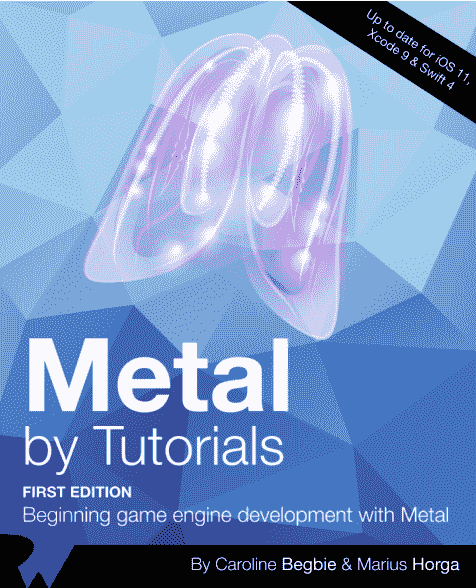 Up to date for iOS 11,
Xcode 9 & Swift 4
Metal
by Tutorials
FIRST EDITION
Beginning game engine development with Metal
By Caroline Begbie & Marius Horga